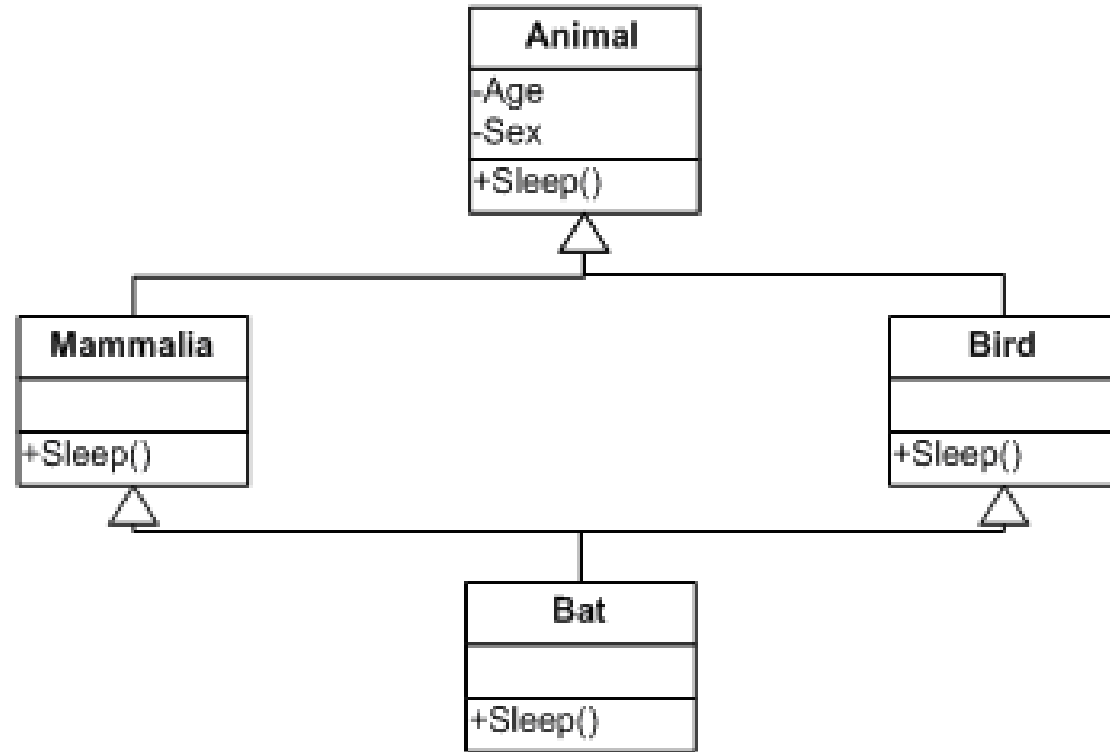 Animal
-Age
-Sex
+Sleep()
Mammalia
+Sleep()
Bird
+Sleep()
Bat
+Sleep()